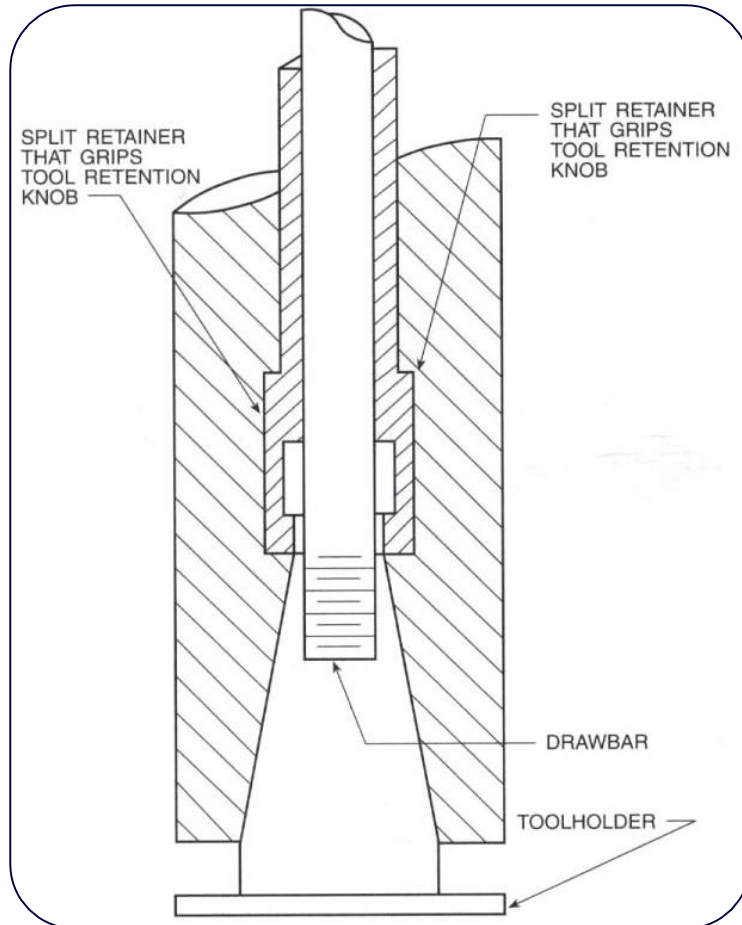 SPLIT RETAINER
THAT GRIPS
TOOL RETENTION
KNOB
SPLIT RETAINER
THAT GRIPS
TOOL RETENTION
KNOB
DRAWBAR
TOOLHOLDER